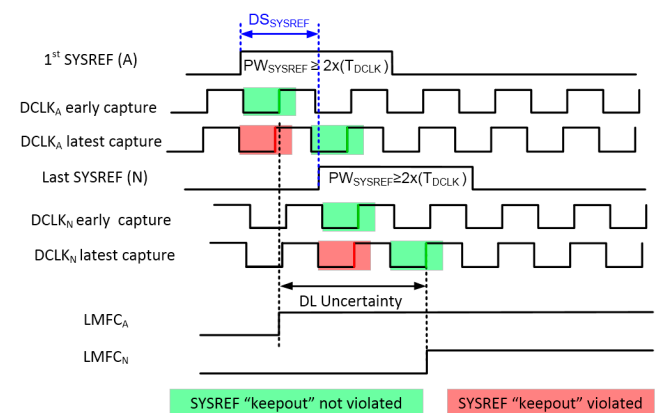 DS_SYSREF
1st SYSREF (A)
PW_SYSREF ≥ 2x(T_DCLK)
DCLK_A early capture
DCLK_A latest capture
Last SYSREF (N)
PW_SYSREF≥2x(T_DCLK)
DCLK_N early capture
DCLK_N latest capture
DL Uncertainty
LMFC_A
LMFC_N
SYSREF “keepout” not violated
SYSREF “keepout” violated